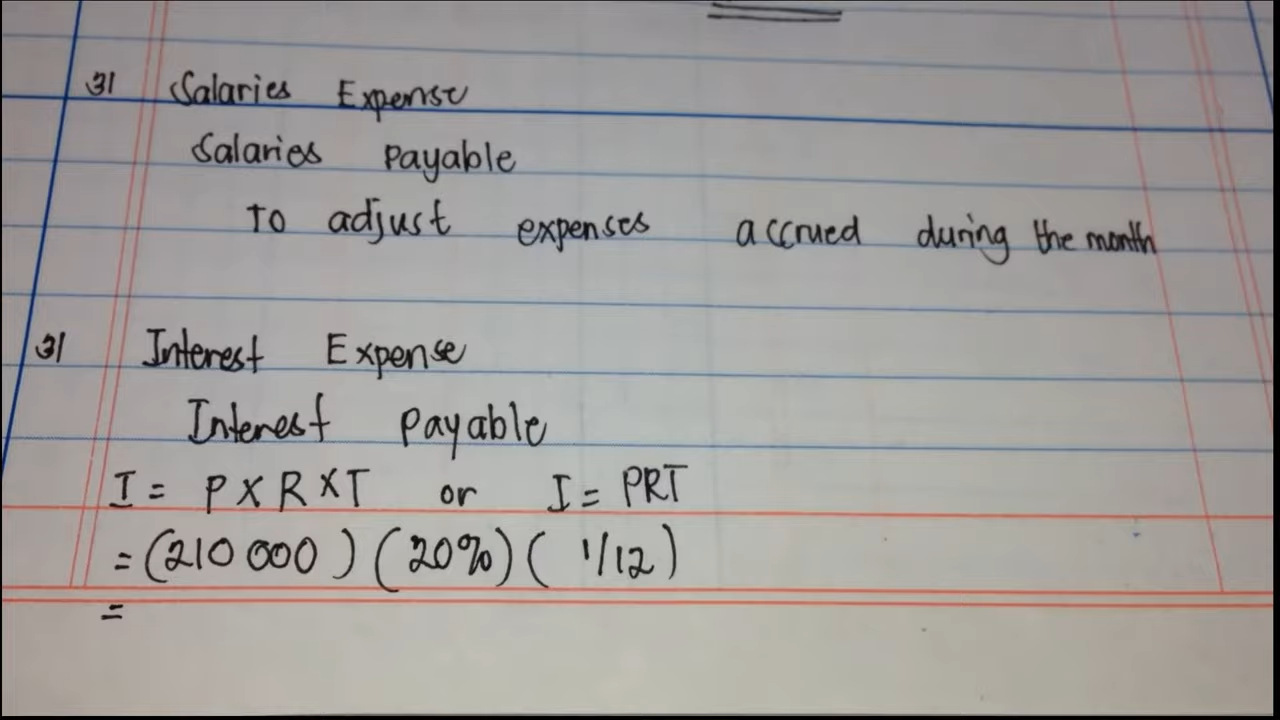 31 Salaries Expense
Salaries payable
To adjust expenses accrued during the month
31 Interest Expense
Interest payable
I = P X R X T or I = PRT
= (210 000) (20%) ( 1/12)
=